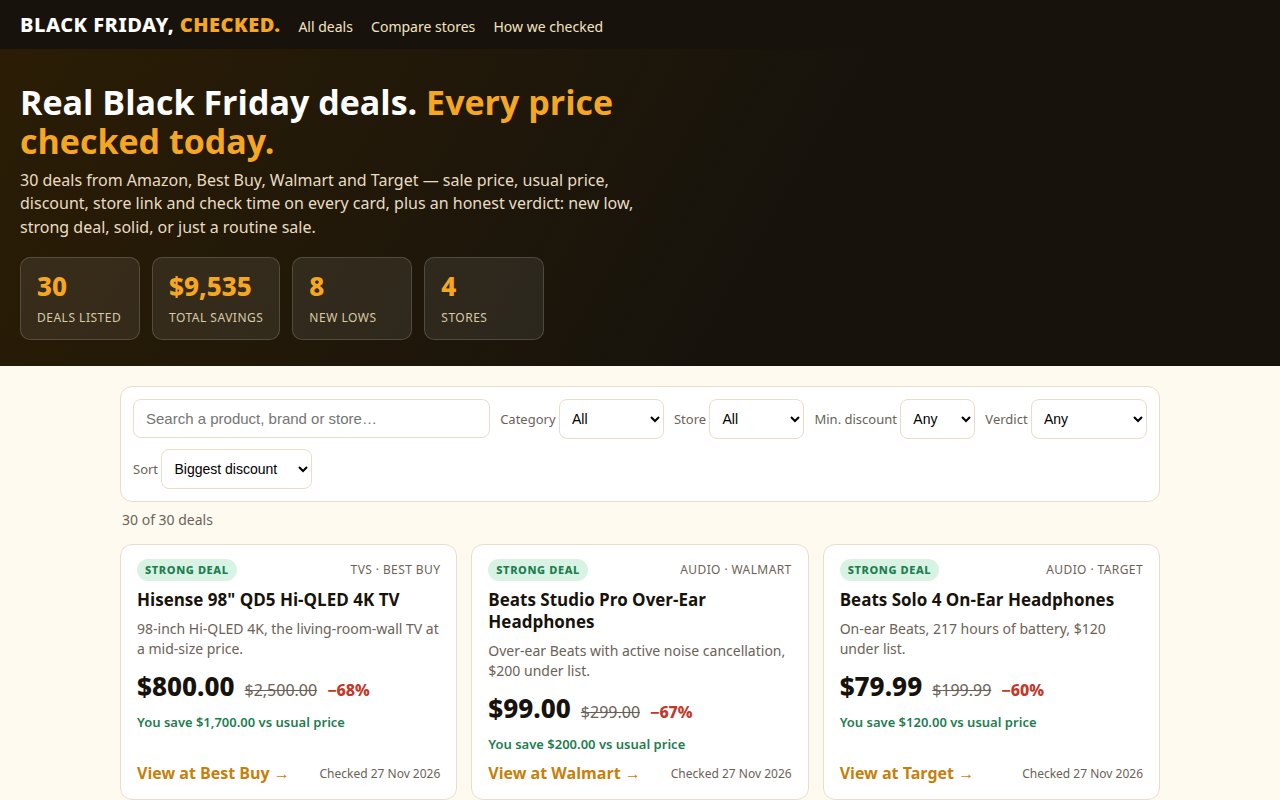 BLACK FRIDAY, CHECKED. All deals Compare stores How we checked
Real Black Friday deals. Every price
checked today.
30 deals from Amazon, Best Buy, Walmart and Target — sale price, usual price,
discount, store link and check time on every card, plus an honest verdict: new low,
strong deal, solid, or just a routine sale.
30 $9,535 8 4
DEALS LISTED TOTAL SAVINGS NEW LOWS STORES
Search a product, brand or store… Category All Store All Min. discount Any Verdict Any
Sort Biggest discount
30 of 30 deals
STRONG DEAL TVS · BEST BUY
Hisense 98" QD5 Hi-QLED 4K TV
98-inch Hi-QLED 4K, the living-room-wall TV at
a mid-size price.
$800.00 $2,500.00 −68%
You save $1,700.00 vs usual price
View at Best Buy → Checked 27 Nov 2026
STRONG DEAL AUDIO · WALMART
Beats Studio Pro Over-Ear
Headphones
Over-ear Beats with active noise cancellation,
$200 under list.
$99.00 $299.00 −67%
You save $200.00 vs usual price
View at Walmart → Checked 27 Nov 2026
STRONG DEAL AUDIO · TARGET
Beats Solo 4 On-Ear Headphones
On-ear Beats, 217 hours of battery, $120
under list.
$79.99 $199.99 −60%
You save $120.00 vs usual price
View at Target → Checked 27 Nov 2026